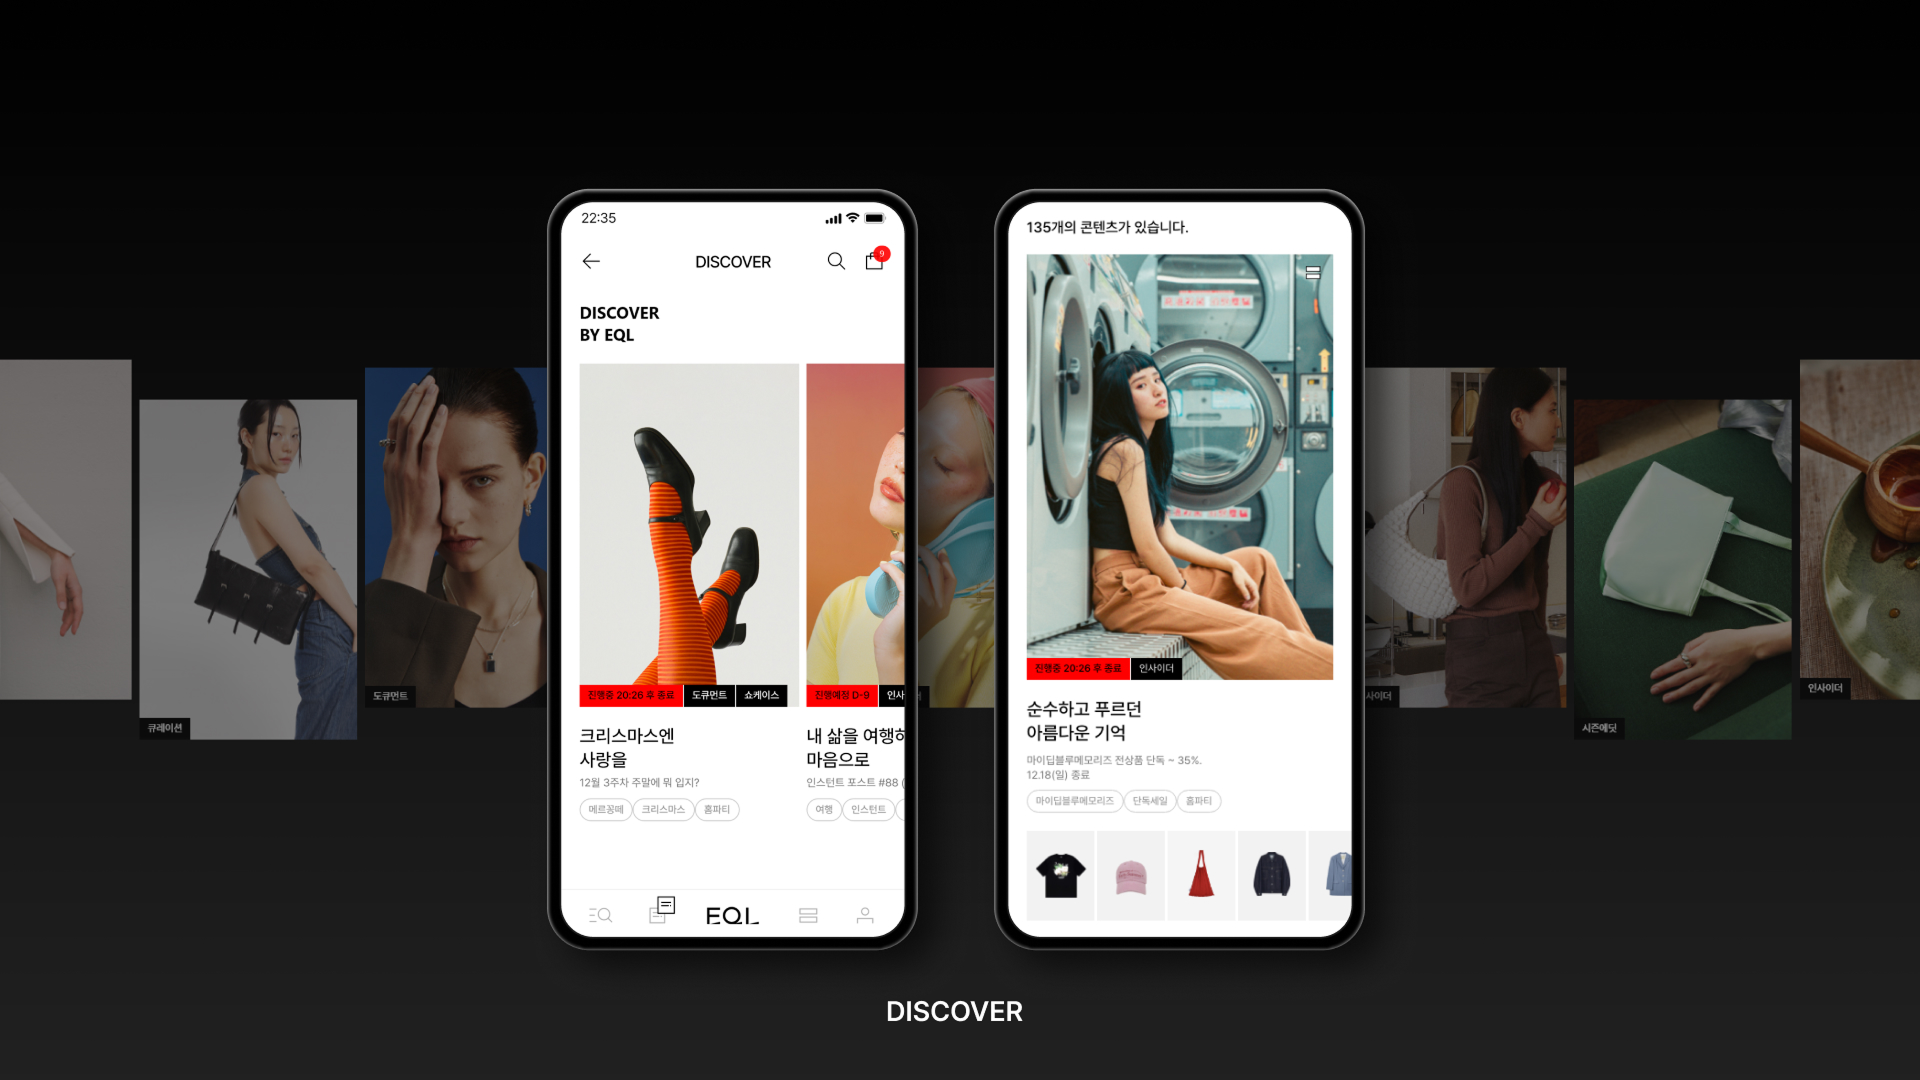 22:35
DISCOVER
9
DISCOVER
BY EQL
진행중 20:26 후 종료
도큐먼트
쇼케이스
진행예정 D-9
인사
크리스마스엔
사랑을
12월 3주차 주말에 뭐 입지?
메르꽁떼
크리스마스
홈파티
내 삶을 여행하
마음으로
인스턴트 포스트 #88 (
여행
인스턴트
EQL
135개의 콘텐츠가 있습니다.
진행중 20:26 후 종료
인사이더
순수하고 푸르던
아름다운 기억
마이딥블루메모리즈 전상품 단독 ~ 35%.
12.18(일) 종료
마이딥블루메모리즈
단독세일
홈파티
큐레이션
도큐먼트
사이더
시즌에딧
인사이더
DISCOVER